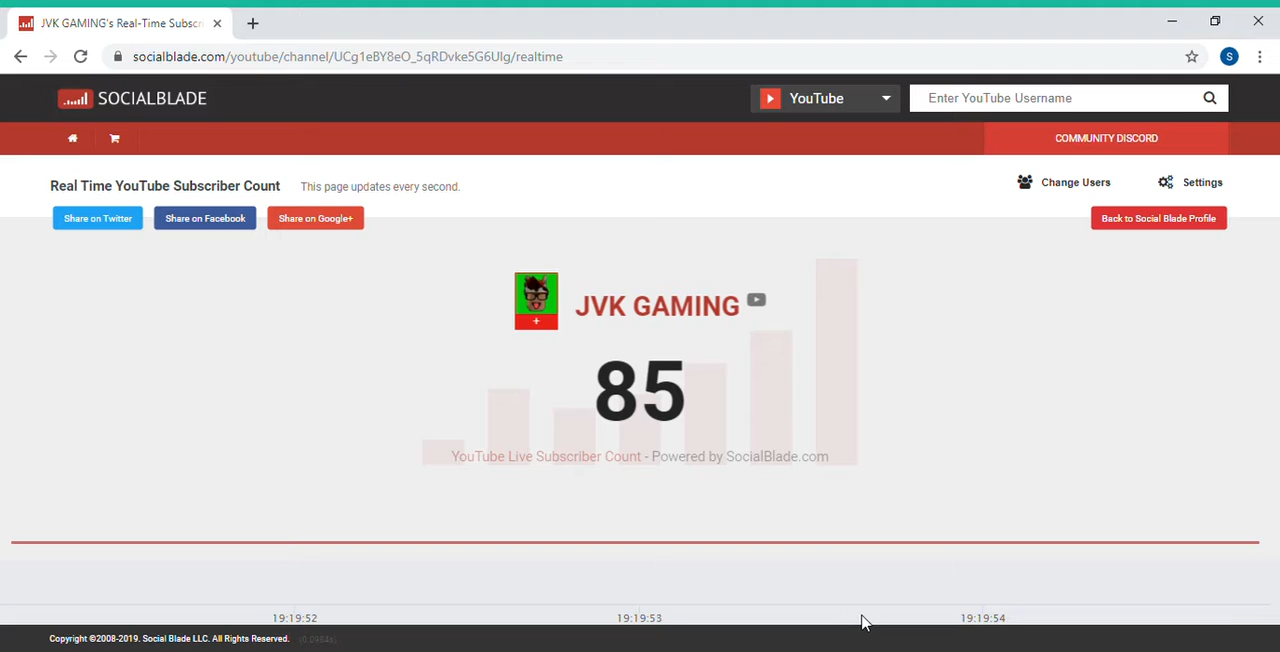 JVK GAMING's Real-Time Subscr
socialblade.com/youtube/channel/UCg1eBY8eO_5qRDvke5G6UIg/realtime
S
SOCIALBLADE
YouTube
Enter YouTube Username
COMMUNITY DISCORD
Real Time YouTube Subscriber Count This page updates every second.
Change Users Settings
Share on Twitter Share on Facebook Share on Google+
Back to Social Blade Profile
JVK GAMING
85
YouTube Live Subscriber Count - Powered by SocialBlade.com
19:19:52 19:19:53 19:19:54
Copyright ©2008-2019. Social Blade LLC. All Rights Reserved.